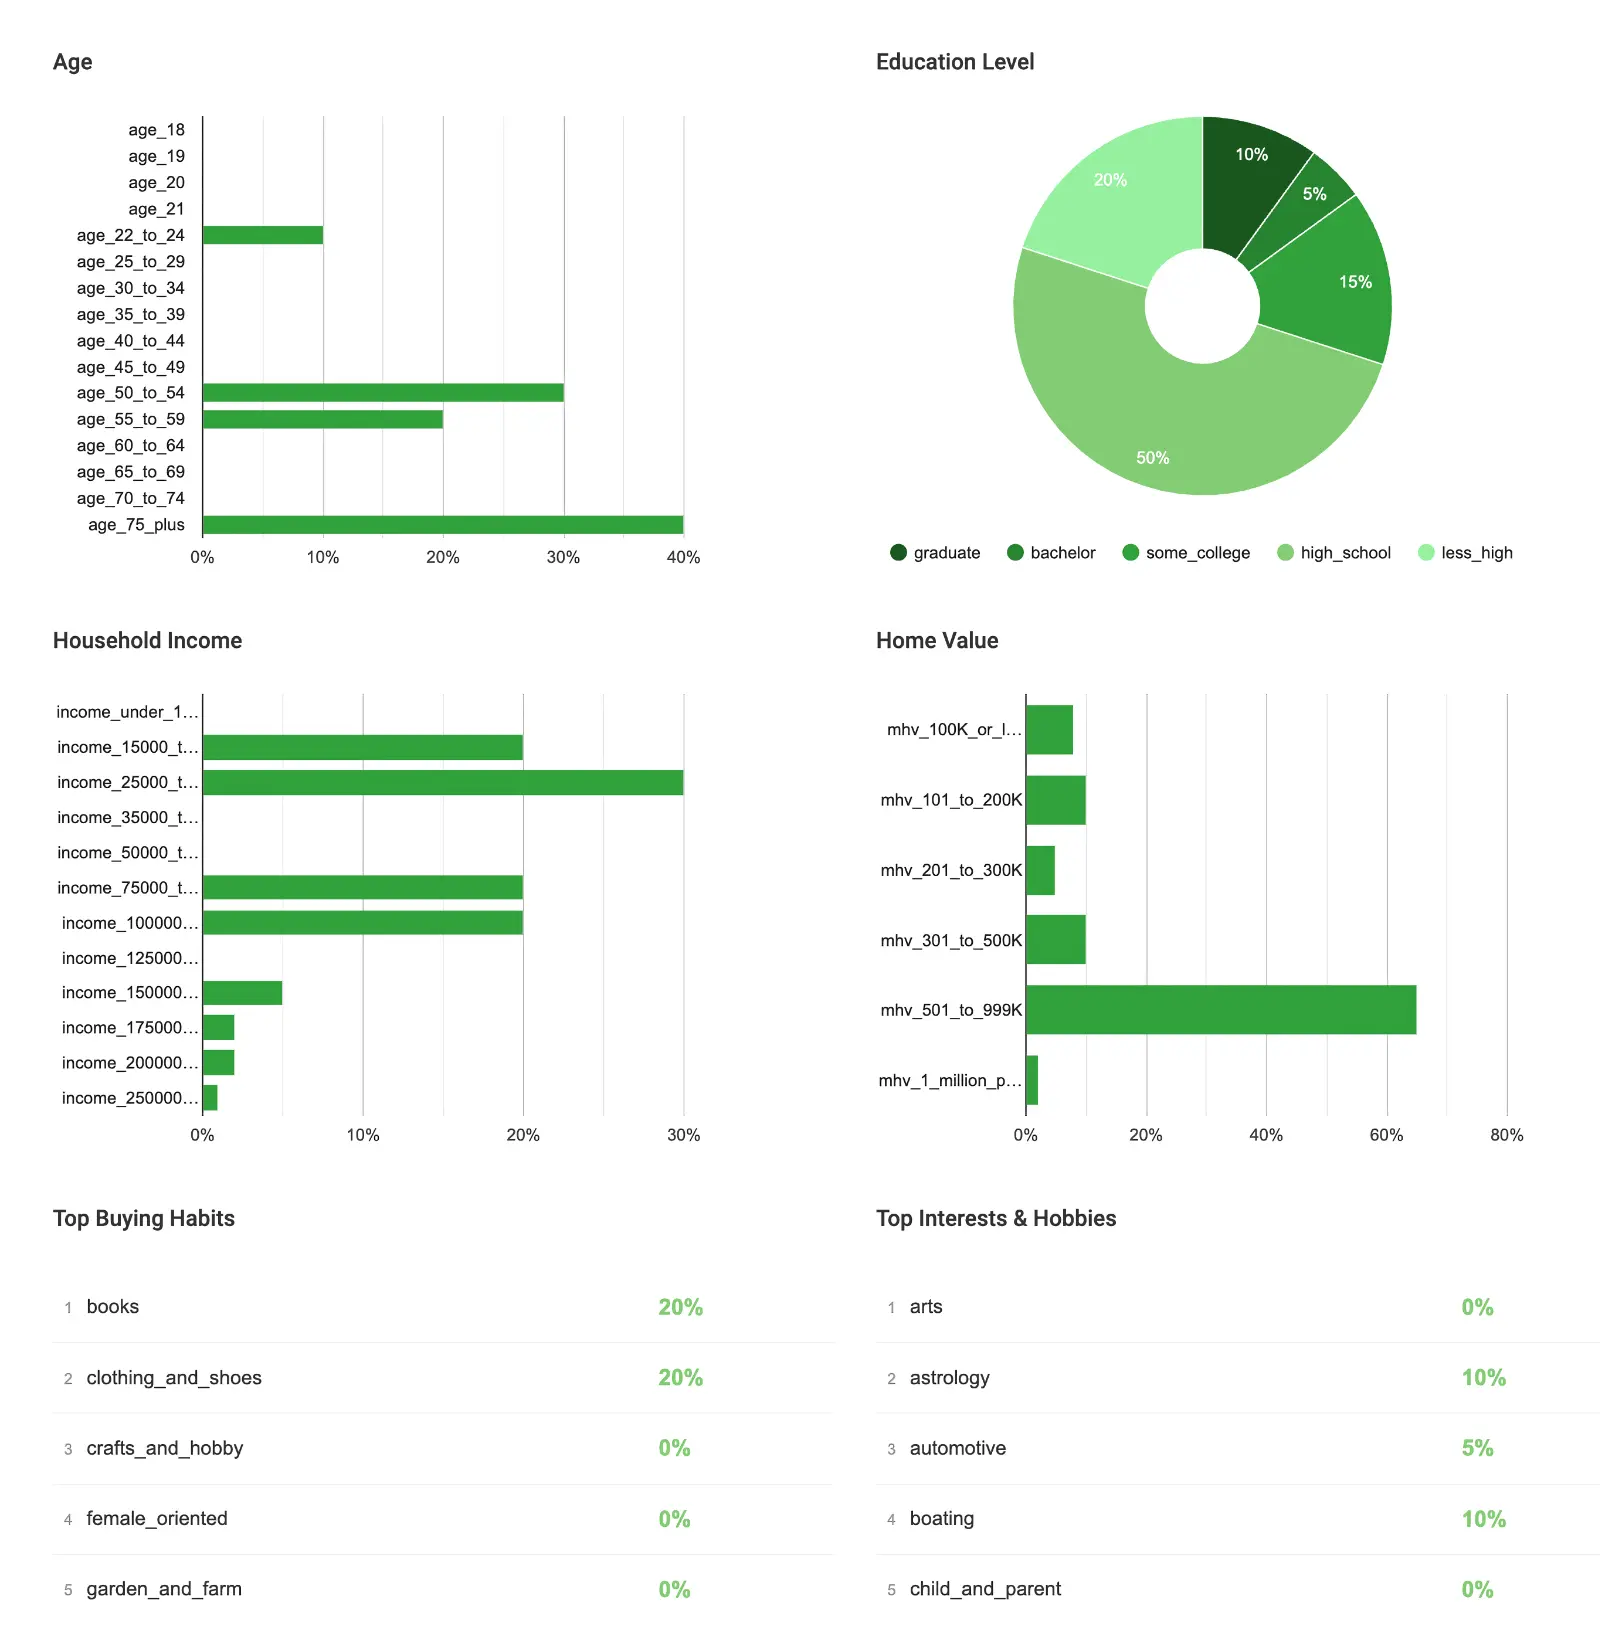 Age
age_18
age_19
age_20
age_21
age_22_to_24
age_25_to_29
age_30_to_34
age_35_to_39
age_40_to_44
age_45_to_49
age_50_to_54
age_55_to_59
age_60_to_64
age_65_to_69
age_70_to_74
age_75_plus
0% 10% 20% 30% 40%
Education Level
10%
5%
15%
50%
20%
graduate bachelor some_college high_school less_high
Household Income
income_under_1...
income_15000_t...
income_25000_t...
income_35000_t...
income_50000_t...
income_75000_t...
income_100000...
income_125000...
income_150000...
income_175000...
income_200000...
income_250000...
0% 10% 20% 30%
Home Value
mhv_100K_or_l...
mhv_101_to_200K
mhv_201_to_300K
mhv_301_to_500K
mhv_501_to_999K
mhv_1_million_p...
0% 20% 40% 60% 80%
Top Buying Habits
1 books 20%
2 clothing_and_shoes 20%
3 crafts_and_hobby 0%
4 female_oriented 0%
5 garden_and_farm 0%
Top Interests & Hobbies
1 arts 0%
2 astrology 10%
3 automotive 5%
4 boating 10%
5 child_and_parent 0%